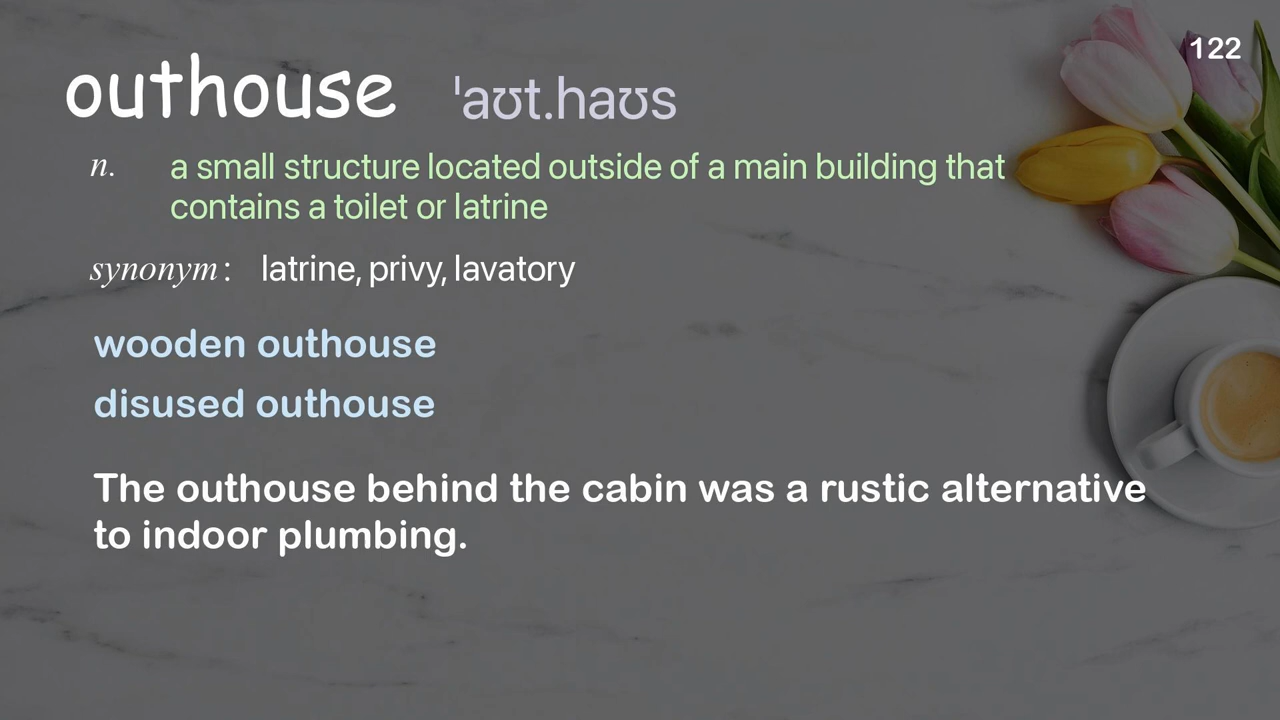 122
outhouse ˈaʊt.haʊs
n. a small structure located outside of a main building that
contains a toilet or latrine
synonym: latrine, privy, lavatory
wooden outhouse
disused outhouse
The outhouse behind the cabin was a rustic alternative
to indoor plumbing.